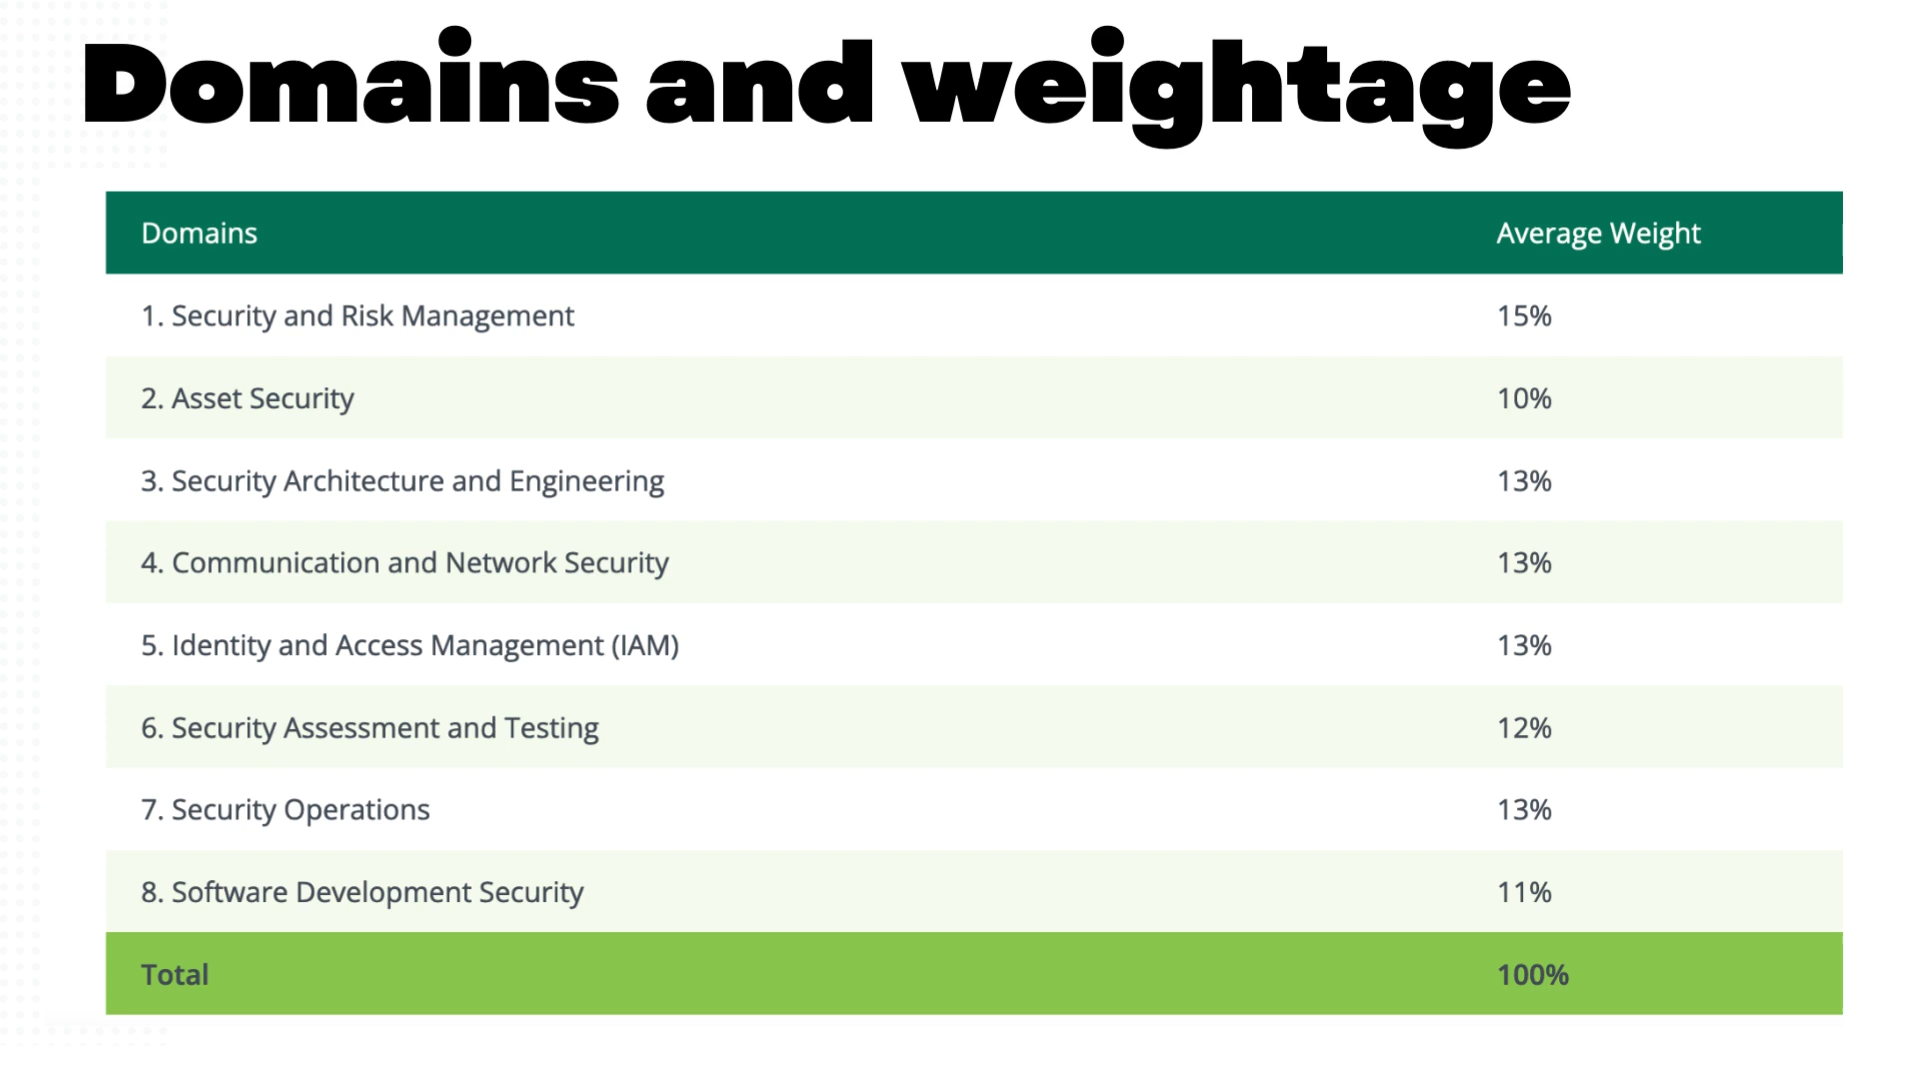 Domains and weightage
Domains Average Weight
1. Security and Risk Management 15%
2. Asset Security 10%
3. Security Architecture and Engineering 13%
4. Communication and Network Security 13%
5. Identity and Access Management (IAM) 13%
6. Security Assessment and Testing 12%
7. Security Operations 13%
8. Software Development Security 11%
Total 100%